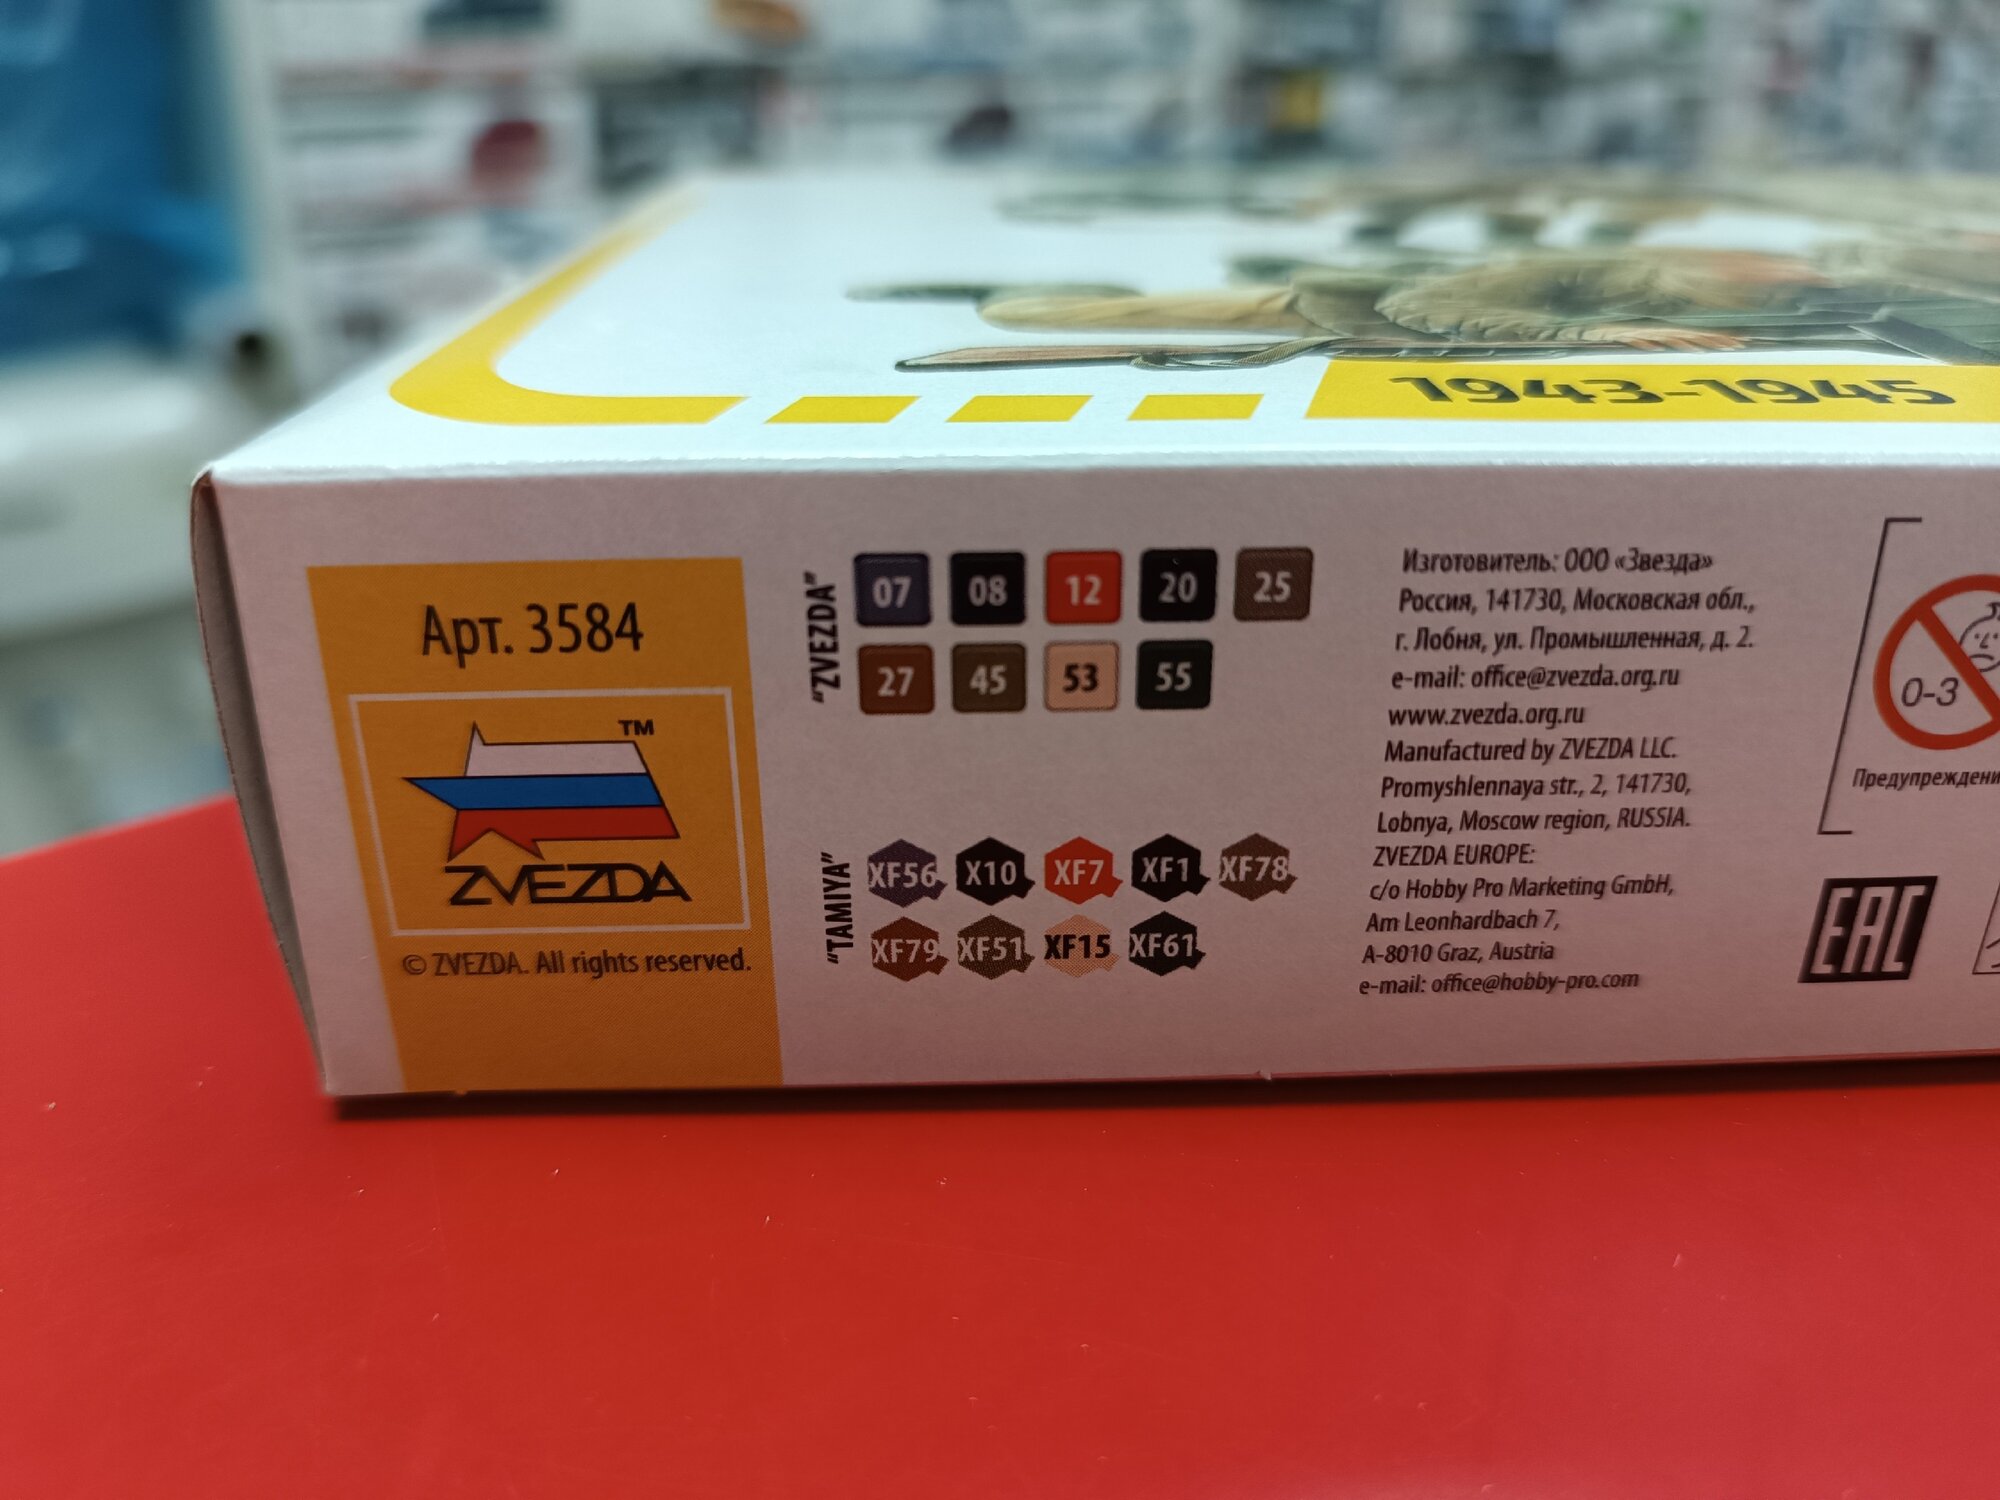 1943-1945
Арт. 3584
TM
ZVEZDA
© ZVEZDA. All rights reserved.
"ZVEZDA"
07 08 12 20 25
27 45 53 55
"TAMIYA"
XF56 X10 XF7 XF1 XF78
XF79 XF51 XF15 XF61
Изготовитель: ООО «Звезда»
Россия, 141730, Московская обл.,
г. Лобня, ул. Промышленная, д. 2.
e-mail: office@zvezda.org.ru
www.zvezda.org.ru
Manufactured by ZVEZDA LLC.
Promyshlennaya str., 2, 141730,
Lobnya, Moscow region, RUSSIA.
ZVEZDA EUROPE:
c/o Hobby Pro Marketing GmbH,
Am Leonhardbach 7,
A-8010 Graz, Austria
e-mail: office@hobby-pro.com
0-3
Предупреждени
EAC